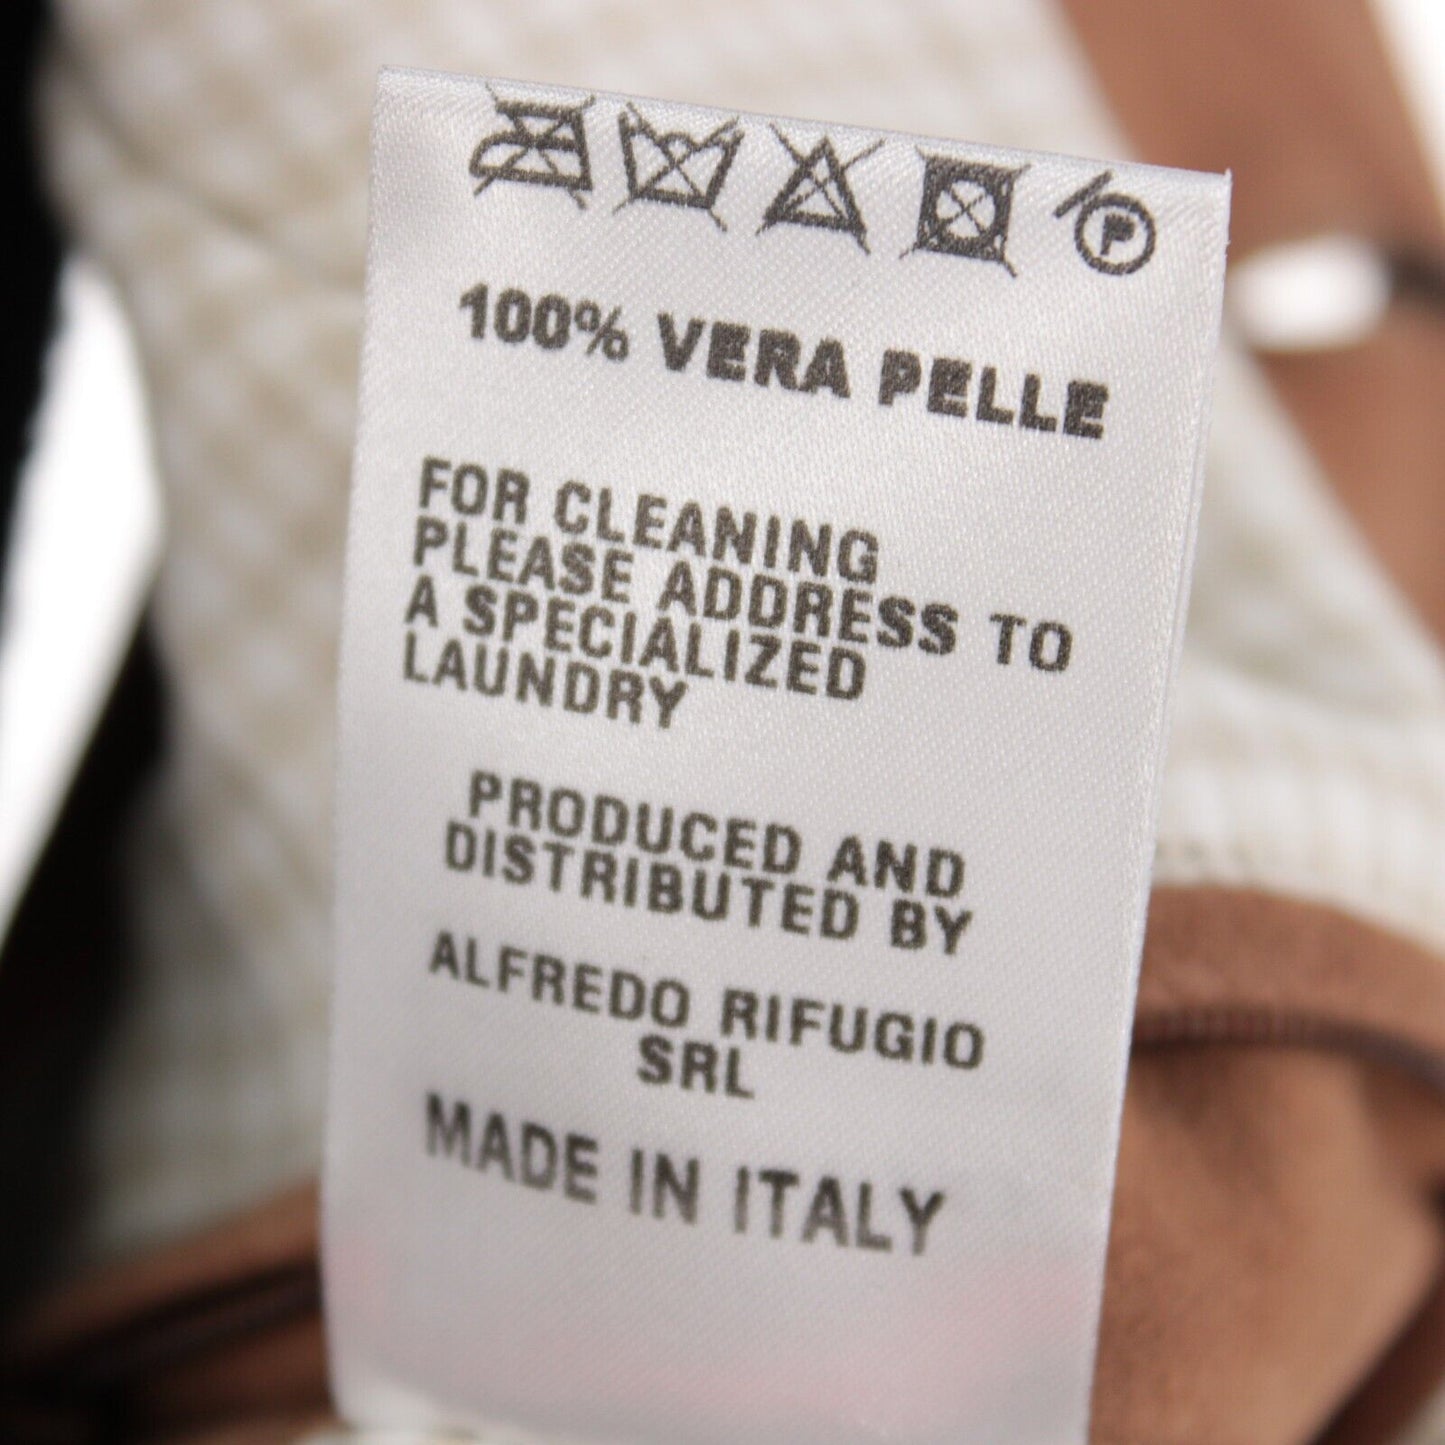 P
100% VERA PELLE
FOR CLEANING
PLEASE ADDRESS TO
A SPECIALIZED
LAUNDRY
PRODUCED AND
DISTRIBUTED BY
ALFREDO RIFUGIO
SRL
MADE IN ITALY